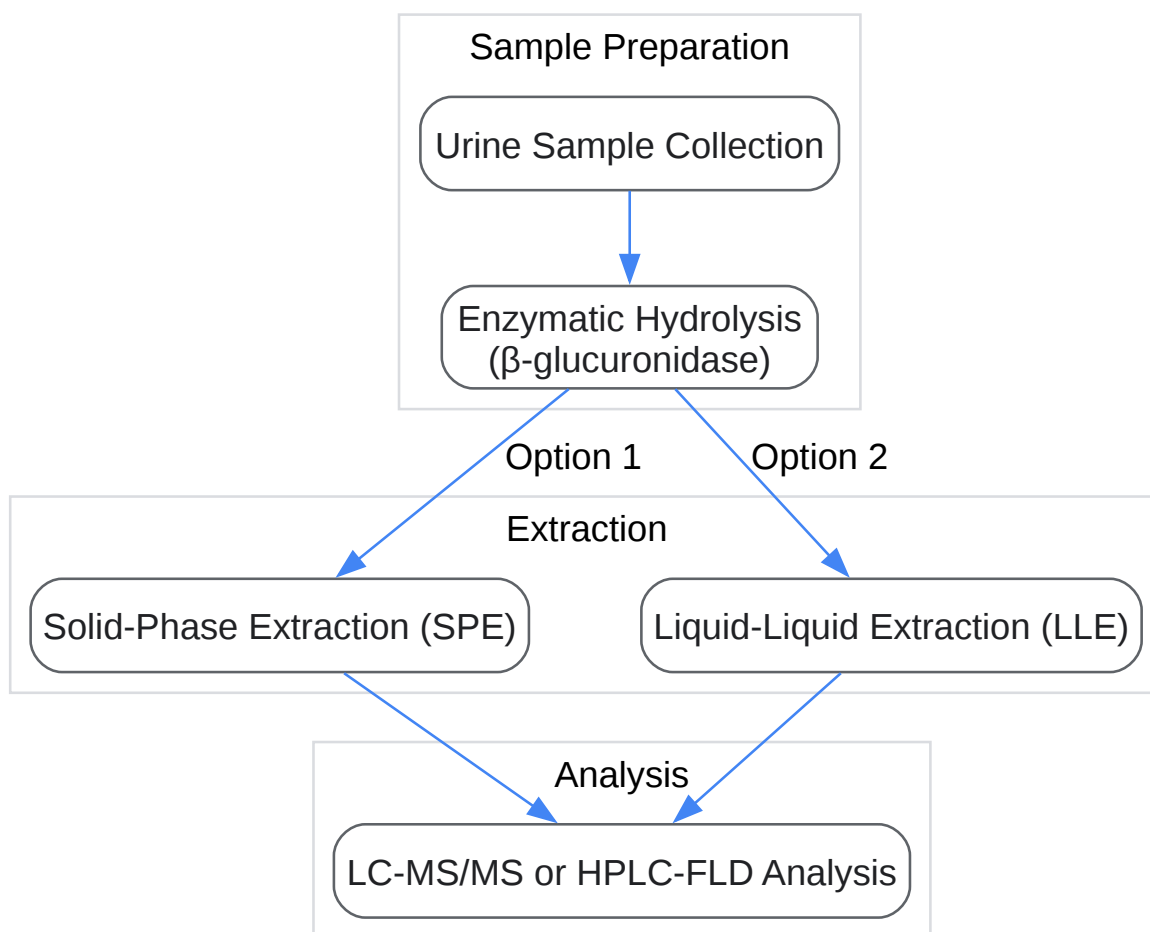 Sample Preparation
Urine Sample Collection
Enzymatic Hydrolysis
(β-glucuronidase)
Option 1
Option 2
Extraction
Solid-Phase Extraction (SPE)
Liquid-Liquid Extraction (LLE)
Analysis
LC-MS/MS or HPLC-FLD Analysis